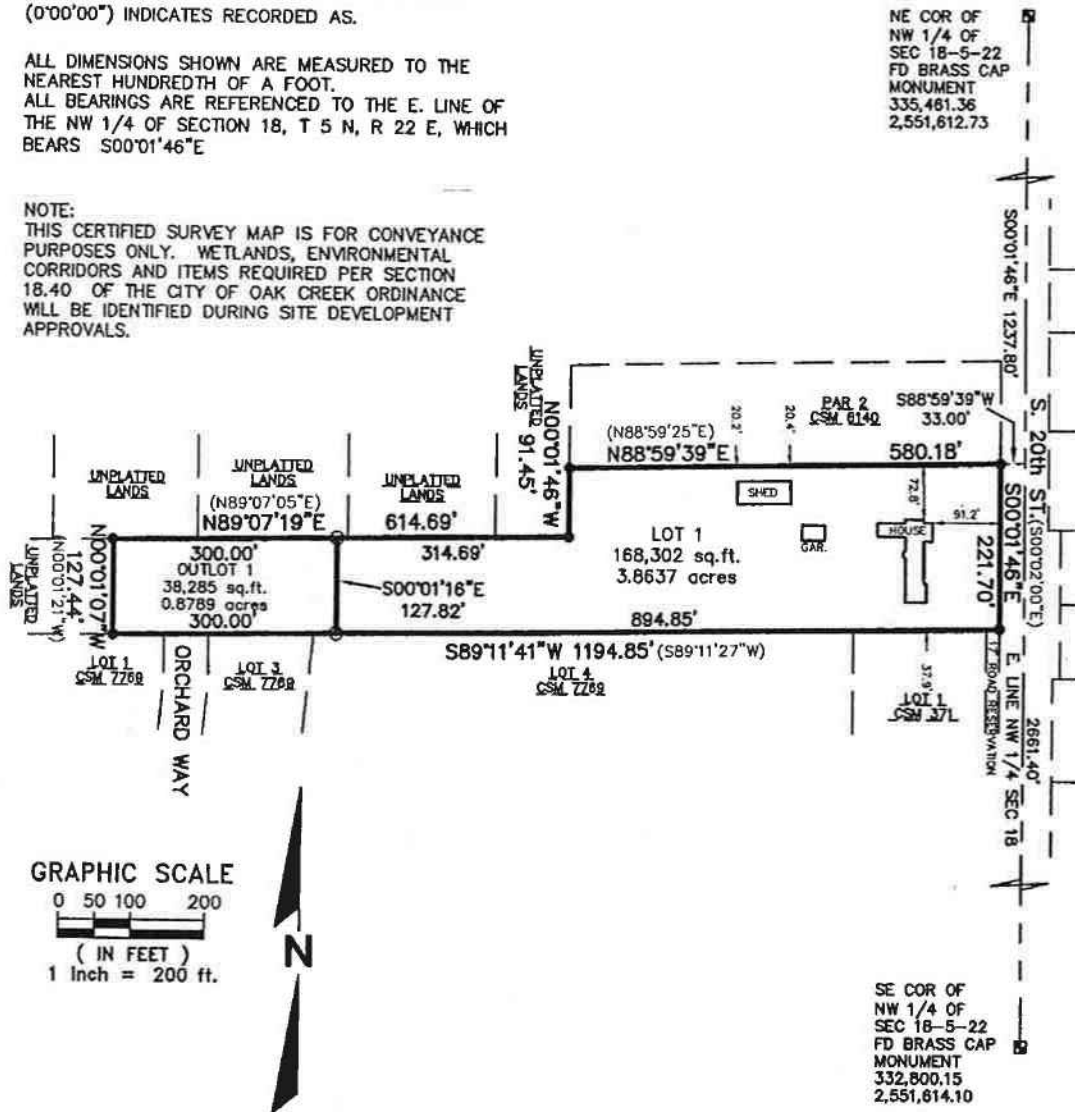 (0°00'00") INDICATES RECORDED AS.
ALL DIMENSIONS SHOWN ARE MEASURED TO THE
NEAREST HUNDREDTH OF A FOOT.
ALL BEARINGS ARE REFERENCED TO THE E. LINE OF
THE NW 1/4 OF SECTION 18, T 5 N, R 22 E, WHICH
BEARS S00°01'46"E
NOTE:
THIS CERTIFIED SURVEY MAP IS FOR CONVEYANCE
PURPOSES ONLY. WETLANDS, ENVIRONMENTAL
CORRIDORS AND ITEMS REQUIRED PER SECTION
18.40 OF THE CITY OF OAK CREEK ORDINANCE
WILL BE IDENTIFIED DURING SITE DEVELOPMENT
APPROVALS.
NE COR OF
NW 1/4 OF
SEC 18-5-22
FD BRASS CAP
MONUMENT
335,461.36
2,551,612.73
S00°01'46"E 1237.80'
UNPLATTED
LANDS
N00°01'46"W
91.45'
PAR 2
CSM 6140
S88°59'39"W
33.00'
20.2'
20.4'
(N88°59'25"E)
N88°59'39"E
580.18'
S. 20th ST.
(S00°02'00"E)
S00°01'46"E
221.70'
UNPLATTED
LANDS
UNPLATTED
LANDS
(N89°07'05"E)
N89°07'19"E
UNPLATTED
LANDS
614.69'
SHED
GAR.
HOUSE
72.8'
91.2'
LOT 1
168,302 sq.ft.
3.8637 acres
UNPLATTED
LANDS
(N00°01'21"W)
127.44'
N00°01'07"W
300.00'
OUTLOT 1
38,285 sq.ft.
0.8789 acres
300.00'
314.69'
S00°01'16"E
127.82'
894.85'
S89°11'41"W 1194.85' (S89°11'27"W)
LOT 1
CSM 7769
ORCHARD WAY
LOT 3
CSM 7769
LOT 4
CSM 7769
37.9'
LOT 1
CSM 371
17' ROAD RESERVATION
E. LINE NW 1/4 SEC 18
2661.40'
GRAPHIC SCALE
0 50 100 200
( IN FEET )
1 Inch = 200 ft.
N
SE COR OF
NW 1/4 OF
SEC 18-5-22
FD BRASS CAP
MONUMENT
332,800.15
2,551,614.10